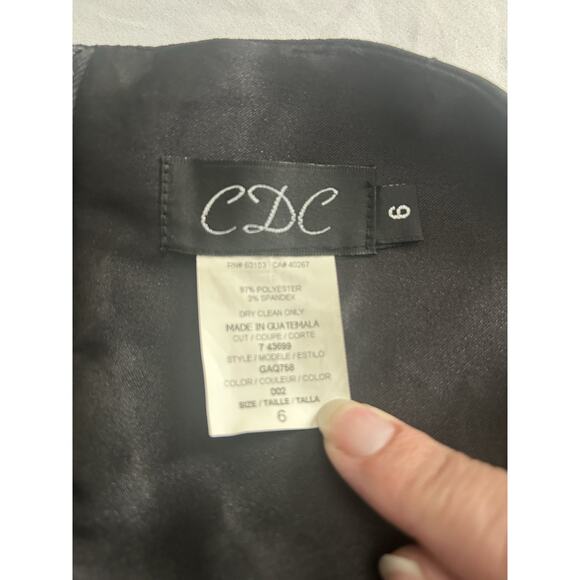 CDC
6
RN# 63103 CA# 40267
97% POLYESTER
3% SPANDEX
DRY CLEAN ONLY
MADE IN GUATEMALA
CUT / COUPE / CORTE
7 43699
STYLE / MODELE / ESTILO
GAQ758
COLOR / COULEUR / COLOR
002
SIZE / TAILLE / TALLA
6